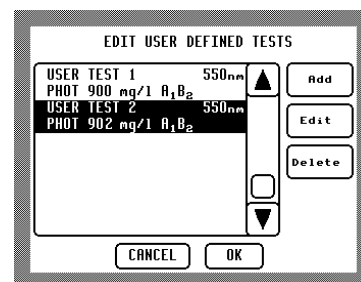 EDIT USER DEFINED TESTS
USER TEST 1 550nm
PHOT 900 mg/l A₁B₂
USER TEST 2 550nm
PHOT 902 mg/l A₁B₂
Add
Edit
Delete
CANCEL OK